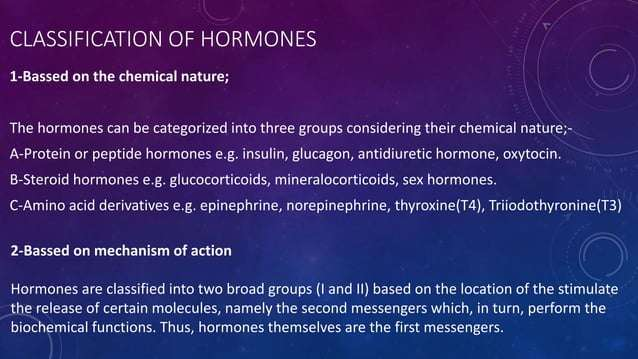 CLASSIFICATION OF HORMONES
1-Bassed on the chemical nature;
The hormones can be categorized into three groups considering their chemical nature;-
A-Protein or peptide hormones e.g. insulin, glucagon, antidiuretic hormone, oxytocin.
B-Steroid hormones e.g. glucocorticoids, mineralocorticoids, sex hormones.
C-Amino acid derivatives e.g. epinephrine, norepinephrine, thyroxine(T4), Triiodothyronine(T3)
2-Bassed on mechanism of action
Hormones are classified into two broad groups (I and II) based on the location of the stimulate
the release of certain molecules, namely the second messengers which, in turn, perform the
biochemical functions. Thus, hormones themselves are the first messengers.